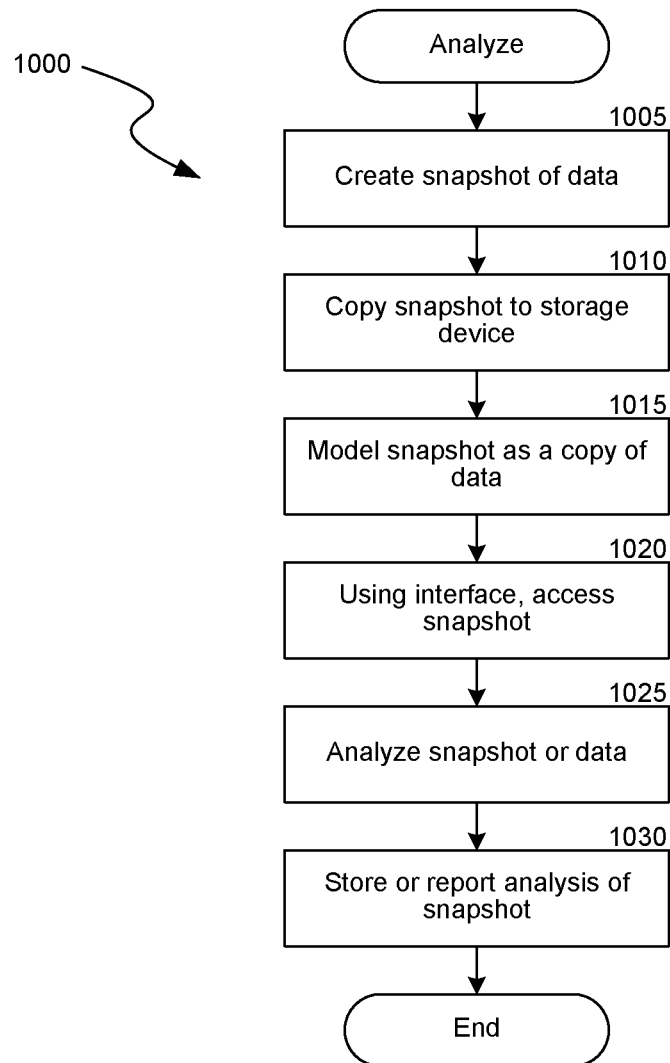 Analyze
1000
1005
Create snapshot of data
1010
Copy snapshot to storage
device
1015
Model snapshot as a copy of
data
1020
Using interface, access
snapshot
1025
Analyze snapshot or data
1030
Store or report analysis of
snapshot
End